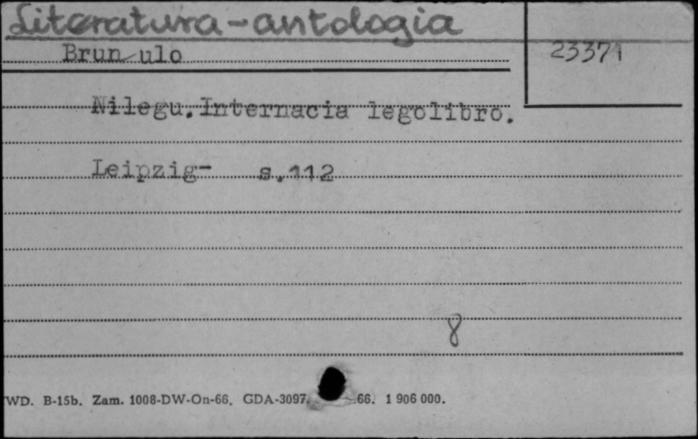 Literatura-antologia
Brun ulo
23371
Nilegu.Internacia legolibro.
Leipzig- s.112
8
WD. B-15b. Zam. 1008-DW-On-66. GDA-3097. 66. 1 906 000.